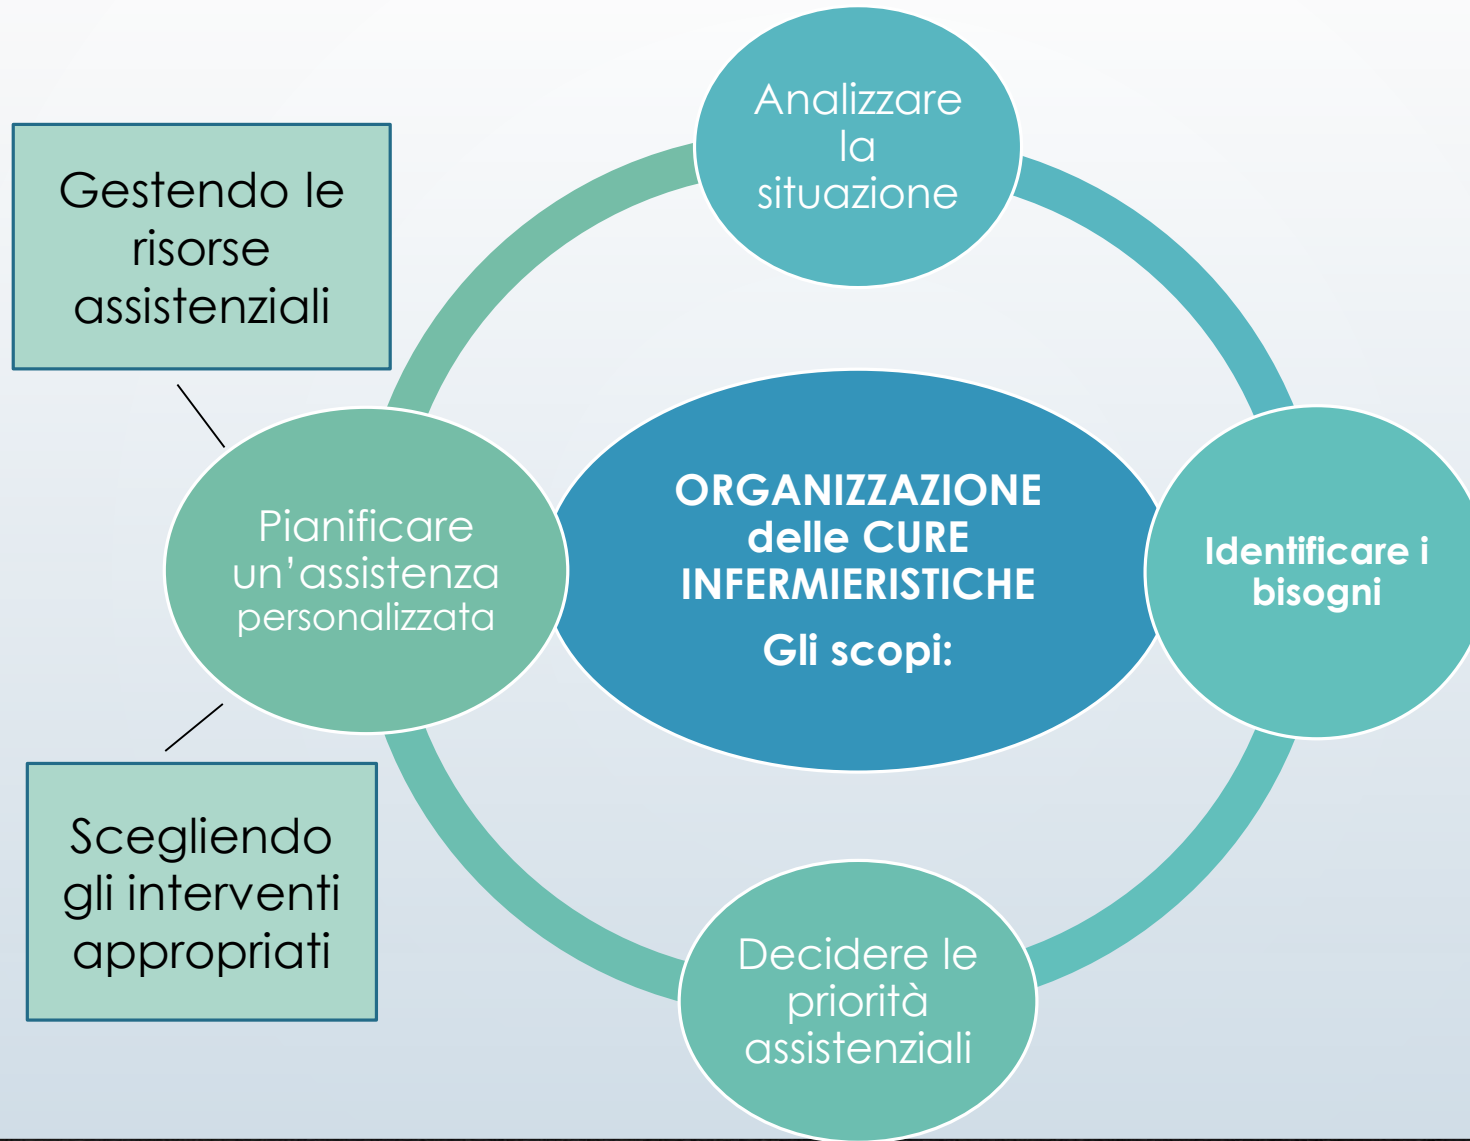 Analizzare
la
situazione
Gestendo le
risorse
assistenziali
ORGANIZZAZIONE
delle CURE
INFERMIERISTICHE
Gli scopi:
Identificare i
bisogni
Pianificare
un’assistenza
personalizzata
Scegliendo
gli interventi
appropriati
Decidere le
priorità
assistenziali